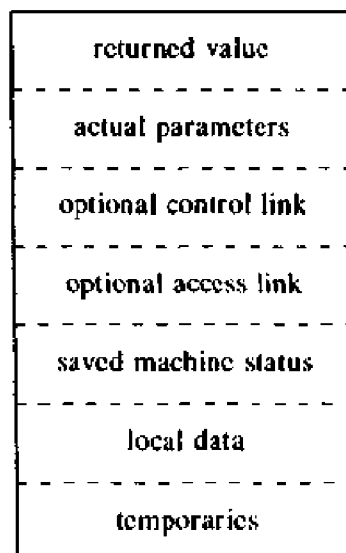 returned value
actual parameters
optional control link
optional access link
saved machine status
local data
temporaries